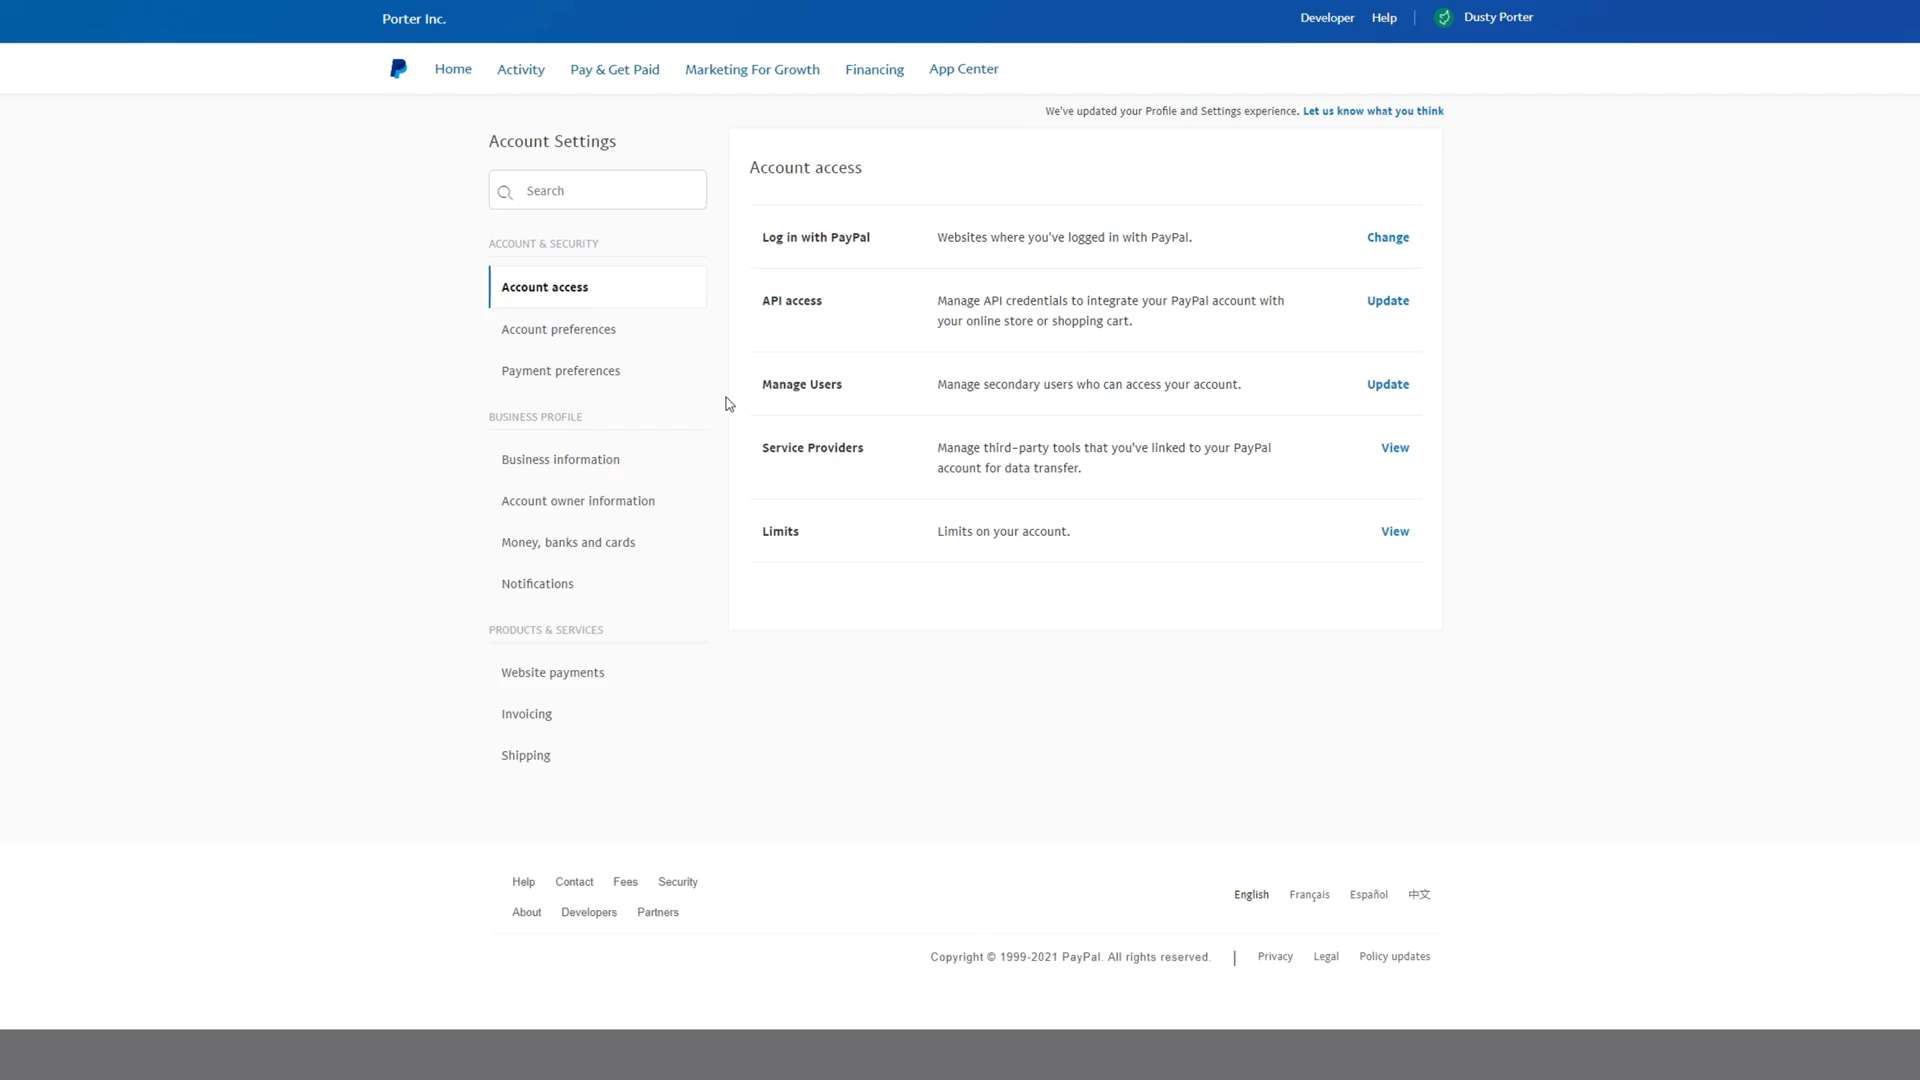 Porter Inc.
Developer Help Dusty Porter
Home Activity Pay & Get Paid Marketing For Growth Financing App Center
We've updated your Profile and Settings experience. Let us know what you think
Account Settings
Search
ACCOUNT & SECURITY
Account access
Account preferences
Payment preferences
BUSINESS PROFILE
Business information
Account owner information
Money, banks and cards
Notifications
PRODUCTS & SERVICES
Website payments
Invoicing
Shipping
Account access
Log in with PayPal Websites where you've logged in with PayPal. Change
API access Manage API credentials to integrate your PayPal account with Update
your online store or shopping cart.
Manage Users Manage secondary users who can access your account. Update
Service Providers Manage third-party tools that you've linked to your PayPal View
account for data transfer.
Limits Limits on your account. View
Help Contact Fees Security
About Developers Partners
English Français Español 中文
Copyright © 1999-2021 PayPal. All rights reserved. | Privacy Legal Policy updates